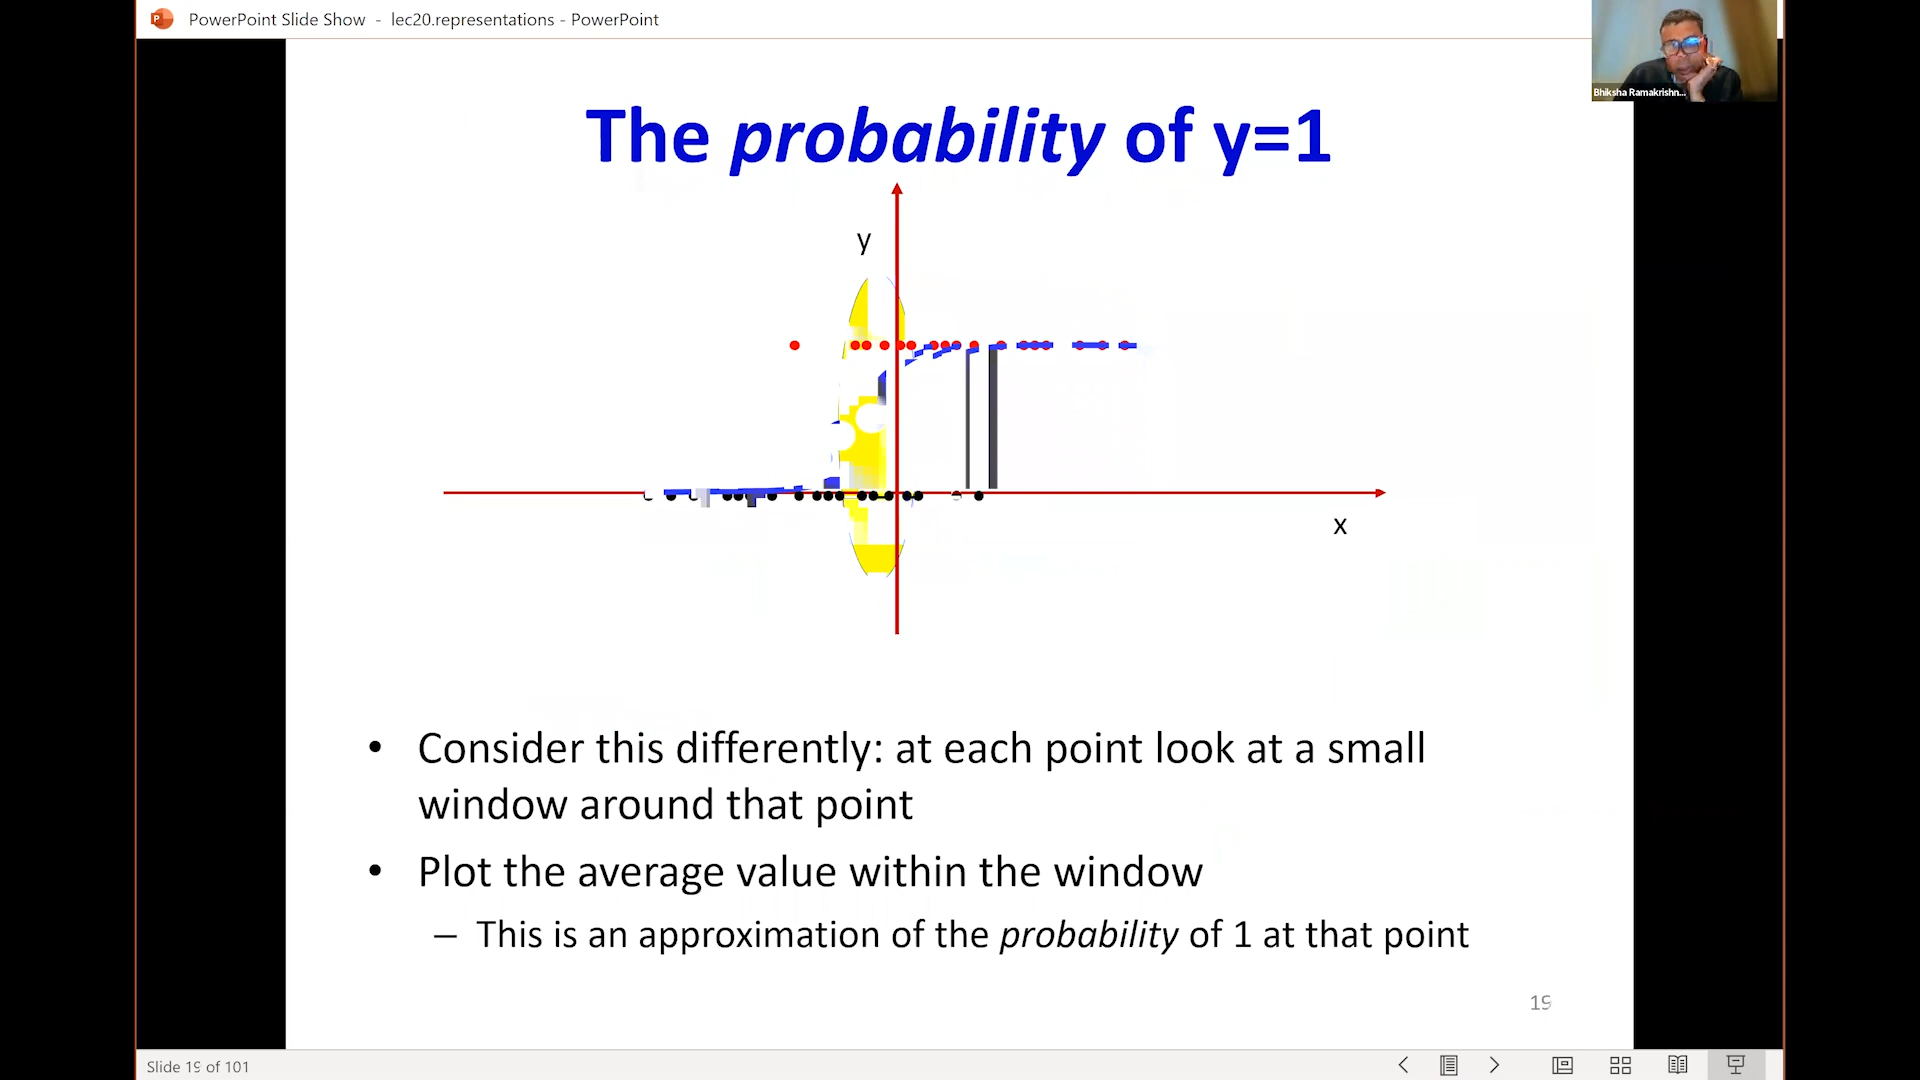 PowerPoint Slide Show - lec20.representations - PowerPoint
Bhiksha Ramakrishn...
The probability of y=1
y
x
• Consider this differently: at each point look at a small
window around that point
• Plot the average value within the window
– This is an approximation of the probability of 1 at that point
19
Slide 19 of 101